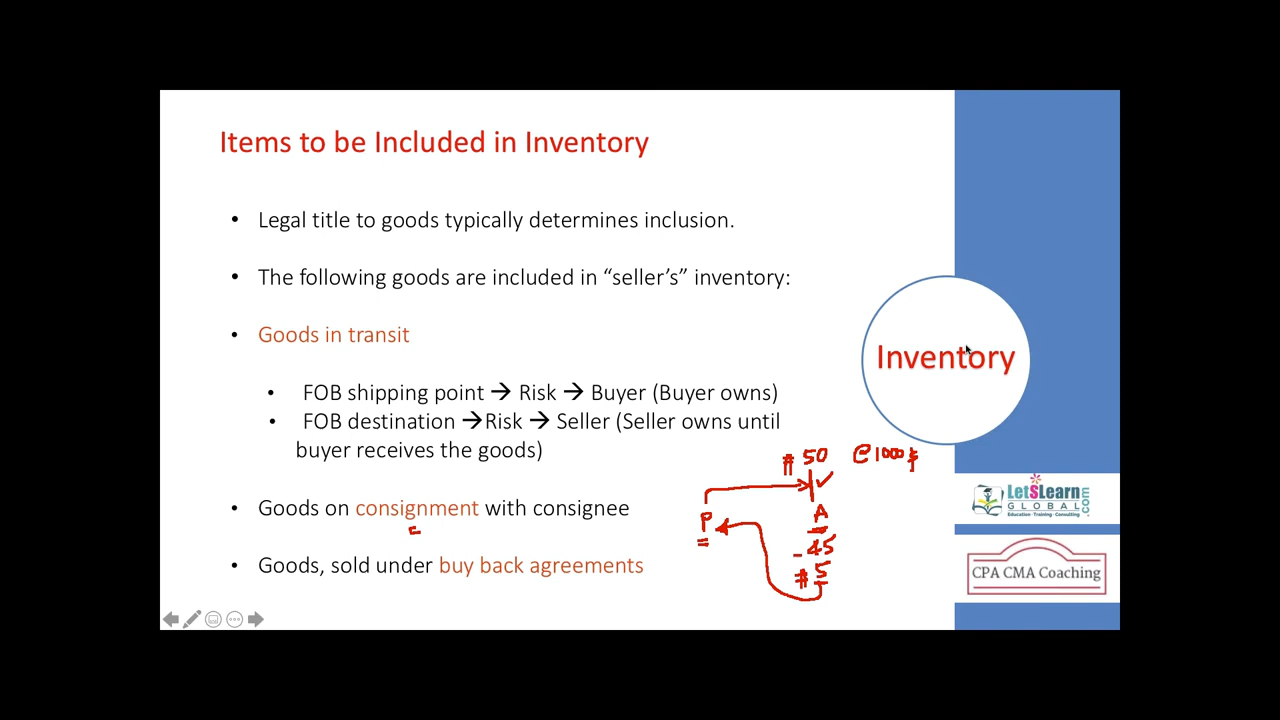 Items to be Included in Inventory
• Legal title to goods typically determines inclusion.
• The following goods are included in “seller’s” inventory:
• Goods in transit
• FOB shipping point → Risk → Buyer (Buyer owns)
• FOB destination → Risk → Seller (Seller owns until
buyer receives the goods)
• Goods on consignment with consignee
• Goods, sold under buy back agreements
Inventory
# 50 @1000$
P
A
- 45
# 5
LetSLearn
GLOBAL .com
Education - Training - Consulting
CPA CMA Coaching